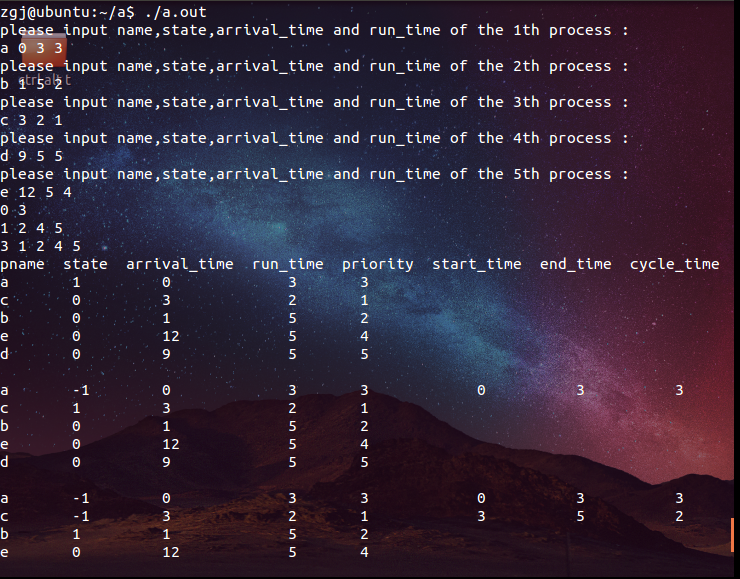 zgj@ubuntu:~/a$ ./a.out
please input name,state,arrival_time and run_time of the 1th process :
a 0 3 3
please input name,state,arrival_time and run_time of the 2th process :
b 1 5 2
please input name,state,arrival_time and run_time of the 3th process :
c 3 2 1
please input name,state,arrival_time and run_time of the 4th process :
d 9 5 5
please input name,state,arrival_time and run_time of the 5th process :
e 12 5 4
0 3
1 2 4 5
3 1 2 4 5
pname state arrival_time run_time priority start_time end_time cycle_time
a 1 0 3 3
c 0 3 2 1
b 0 1 5 2
e 0 12 5 4
d 0 9 5 5
a -1 0 3 3 0 3 3
c 1 3 2 1
b 0 1 5 2
e 0 12 5 4
d 0 9 5 5
a -1 0 3 3 0 3 3
c -1 3 2 1 3 5 2
b 1 1 5 2
e 0 12 5 4